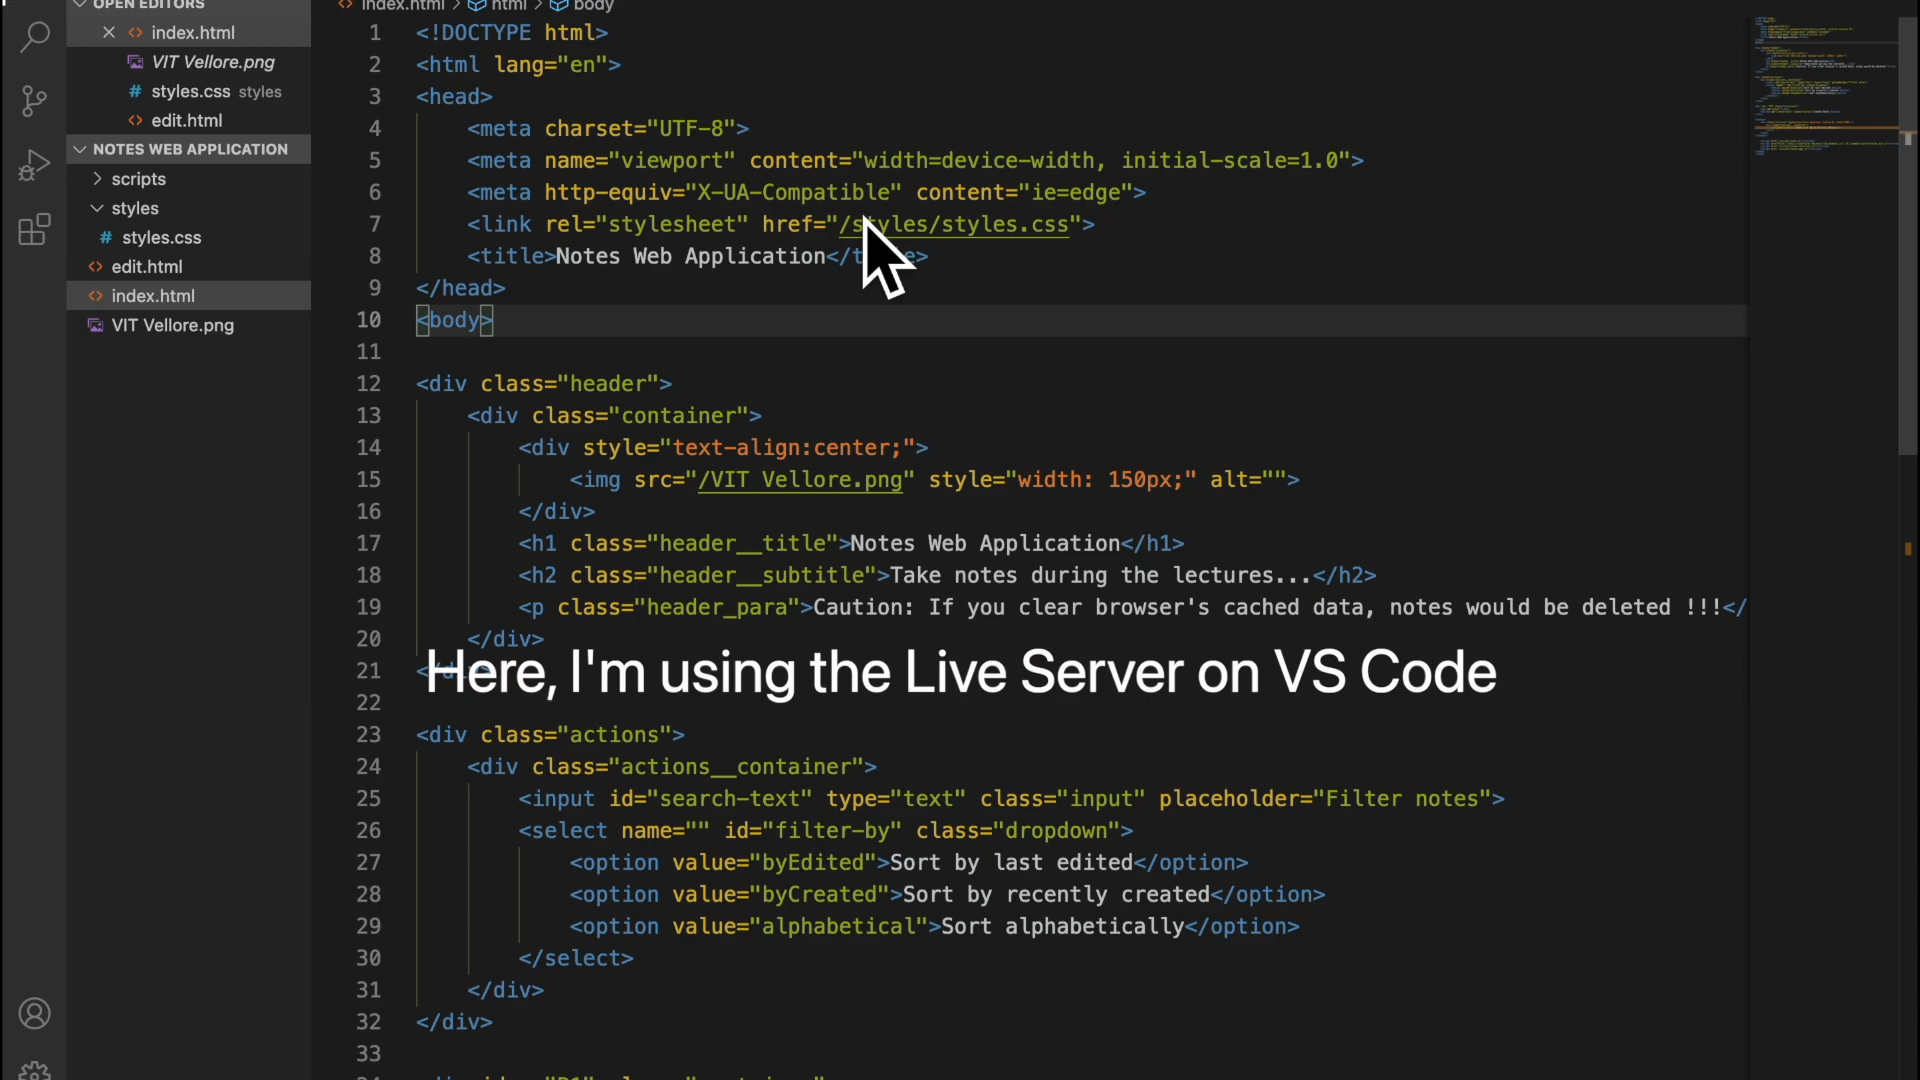 OPEN EDITORS
index.html
VIT Vellore.png
styles.css styles
edit.html
NOTES WEB APPLICATION
scripts
styles
styles.css
edit.html
index.html
VIT Vellore.png
index.html > html > body
1 <!DOCTYPE html>
2 <html lang="en">
3 <head>
4 <meta charset="UTF-8">
5 <meta name="viewport" content="width=device-width, initial-scale=1.0">
6 <meta http-equiv="X-UA-Compatible" content="ie=edge">
7 <link rel="stylesheet" href="/styles/styles.css">
8 <title>Notes Web Application</title>
9 </head>
10 <body>
11
12 <div class="header">
13 <div class="container">
14 <div style="text-align:center;">
15 <img src="/VIT Vellore.png" style="width: 150px;" alt="">
16 </div>
17 <h1 class="header__title">Notes Web Application</h1>
18 <h2 class="header__subtitle">Take notes during the lectures...</h2>
19 <p class="header_para">Caution: If you clear browser's cached data, notes would be deleted !!!</
20 </div>
21 </div>
Here, I'm using the Live Server on VS Code
22
23 <div class="actions">
24 <div class="actions__container">
25 <input id="search-text" type="text" class="input" placeholder="Filter notes">
26 <select name="" id="filter-by" class="dropdown">
27 <option value="byEdited">Sort by last edited</option>
28 <option value="byCreated">Sort by recently created</option>
29 <option value="alphabetical">Sort alphabetically</option>
30 </select>
31 </div>
32 </div>
33